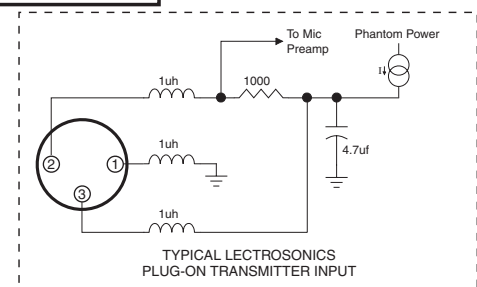 To Mic
Preamp
Phantom Power
1uh
1000
I
1uh
4.7uf
2
1
3
1uh
TYPICAL LECTROSONICS
PLUG-ON TRANSMITTER INPUT